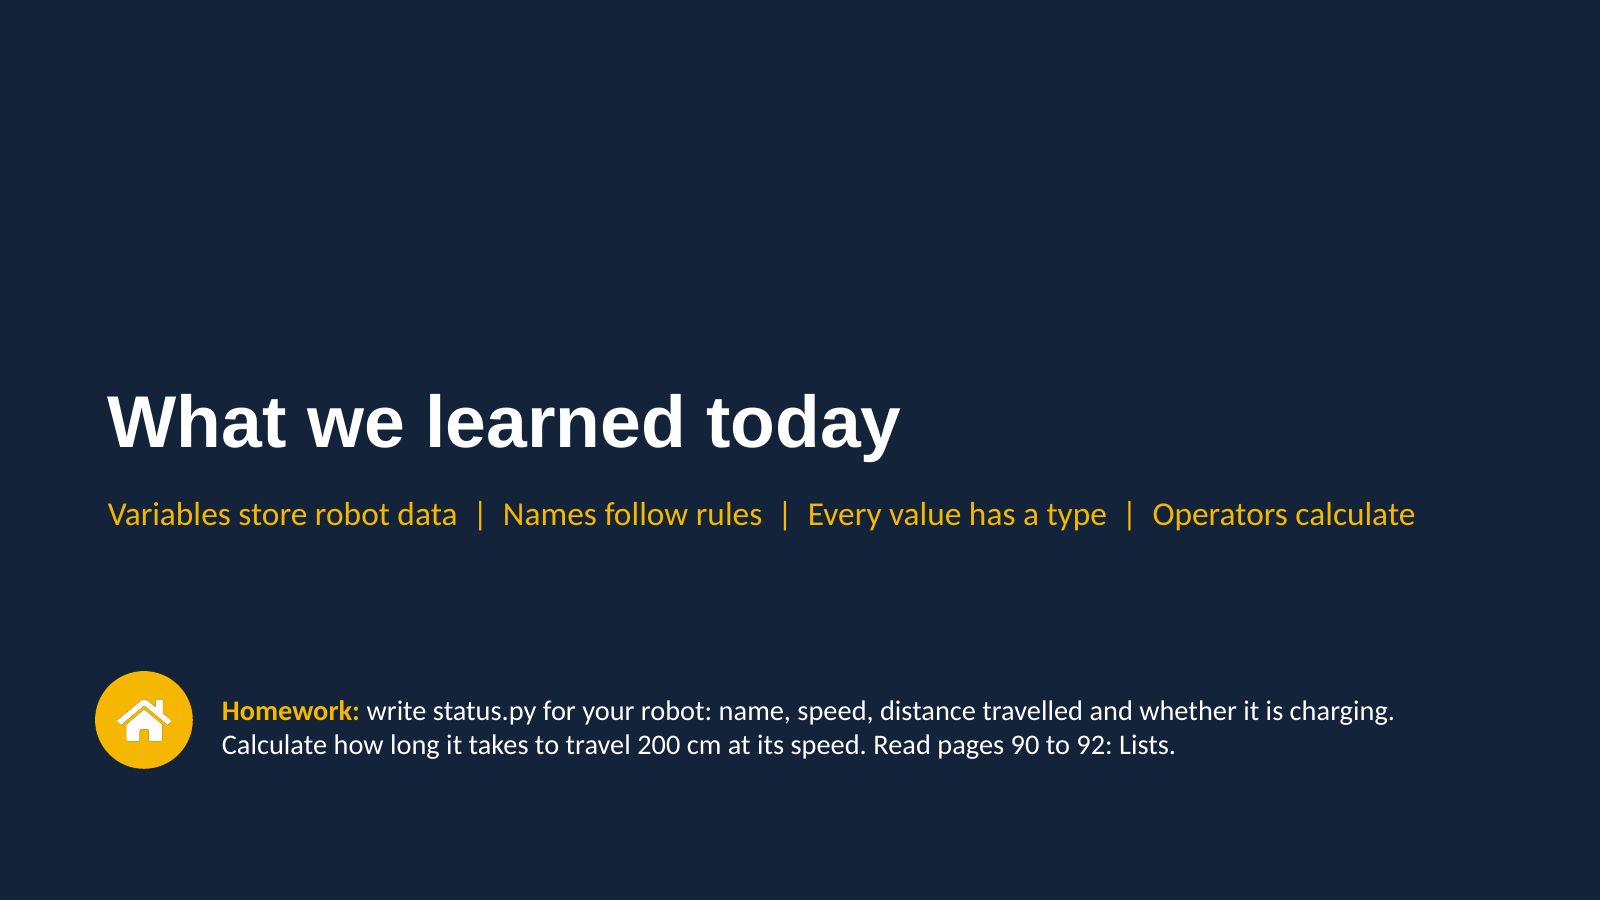 What we learned today
Variables store robot data | Names follow rules | Every value has a type | Operators calculate
Homework: write status.py for your robot: name, speed, distance travelled and whether it is charging.
Calculate how long it takes to travel 200 cm at its speed. Read pages 90 to 92: Lists.